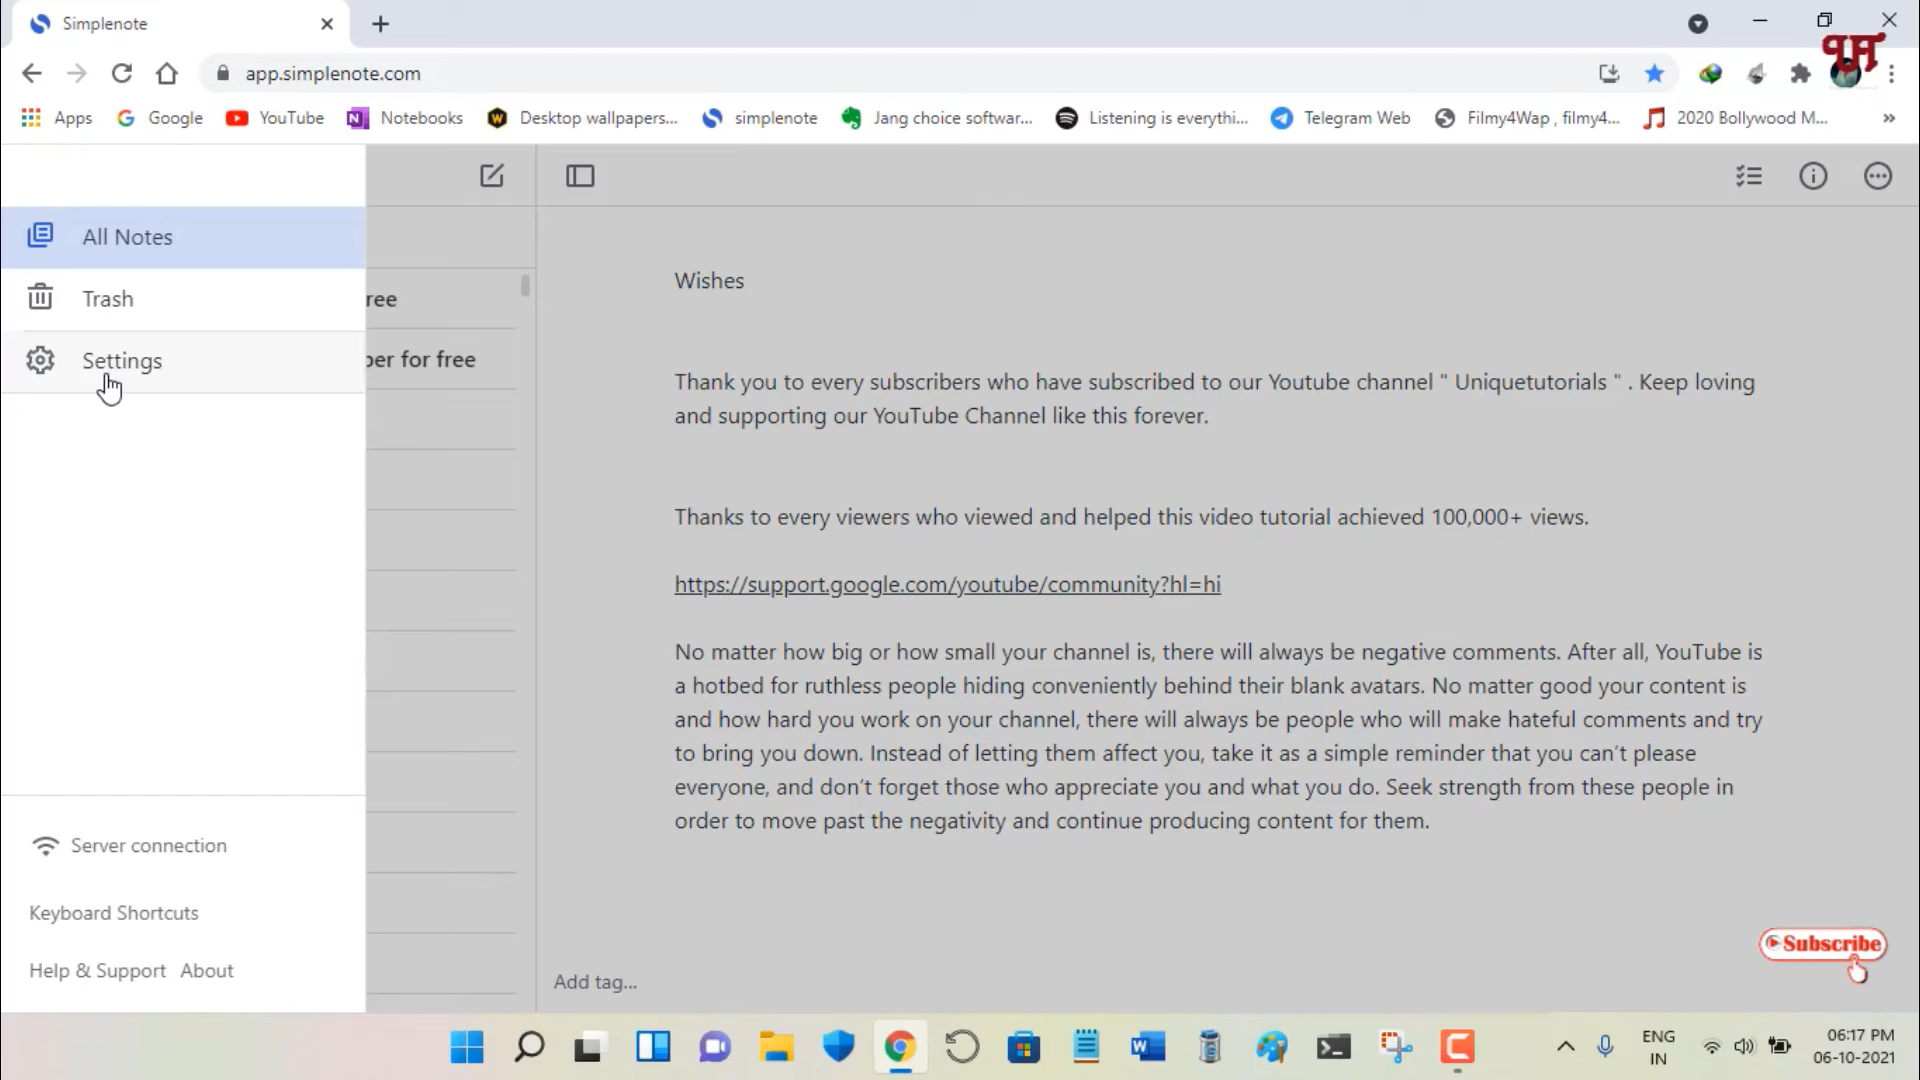 Simplenote
app.simplenote.com
Apps Google YouTube Notebooks Desktop wallpapers... simplenote Jang choice softwar... Listening is everythi... Telegram Web Filmy4Wap , filmy4... 2020 Bollywood M... »
All Notes
Trash
Settings
ree
per for free
Server connection
Keyboard Shortcuts
Help & Support About
Wishes
Thank you to every subscribers who have subscribed to our Youtube channel " Uniquetutorials " . Keep loving
and supporting our YouTube Channel like this forever.
Thanks to every viewers who viewed and helped this video tutorial achieved 100,000+ views.
https://support.google.com/youtube/community?hl=hi
No matter how big or how small your channel is, there will always be negative comments. After all, YouTube is
a hotbed for ruthless people hiding conveniently behind their blank avatars. No matter good your content is
and how hard you work on your channel, there will always be people who will make hateful comments and try
to bring you down. Instead of letting them affect you, take it as a simple reminder that you can't please
everyone, and don't forget those who appreciate you and what you do. Seek strength from these people in
order to move past the negativity and continue producing content for them.
Subscribe
Add tag...
ENG
IN
06:17 PM
06-10-2021